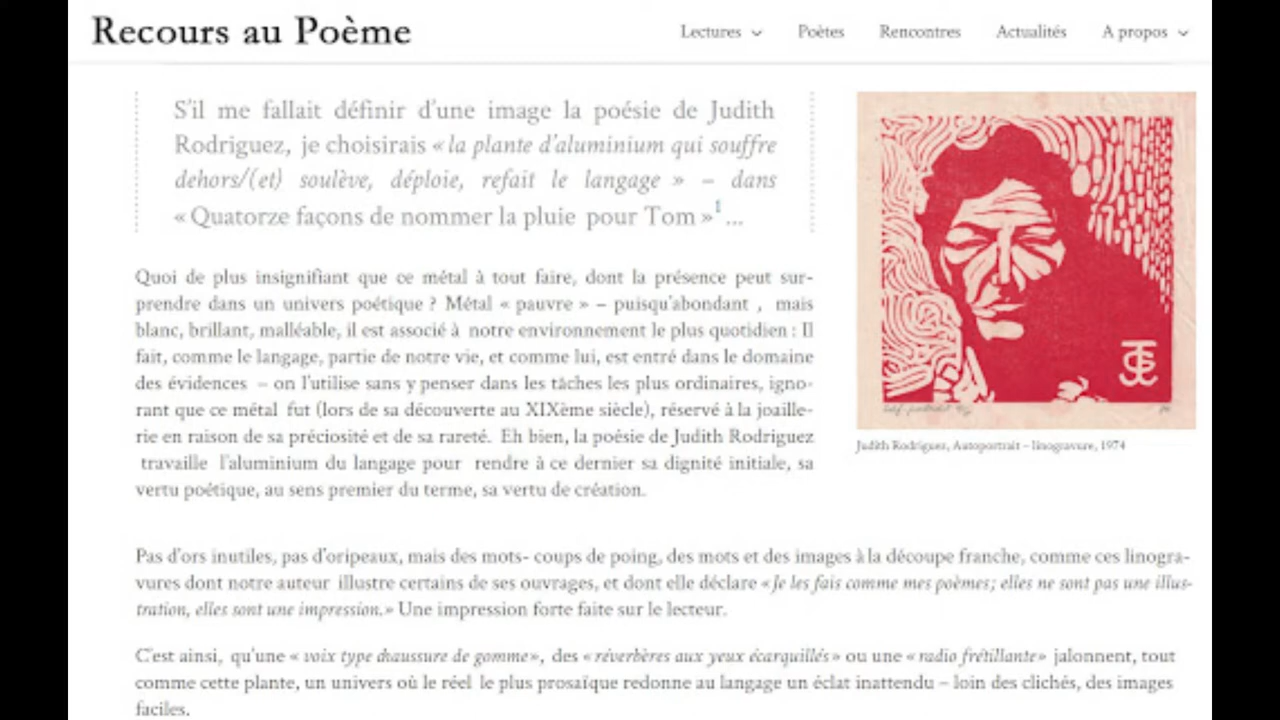 Recours au Poème
Lectures Poètes Rencontres Actualités A propos
S'il me fallait définir d'une image la poésie de Judith
Rodriguez, je choisirais « la plante d'aluminium qui souffre
dehors/(et) soulève, déploie, refait le langage » – dans
« Quatorze façons de nommer la pluie pour Tom »1 ...
Quoi de plus insignifiant que ce métal à tout faire, dont la présence peut sur-
prendre dans un univers poétique ? Métal « pauvre » – puisqu'abondant , mais
blanc, brillant, malléable, il est associé à notre environnement le plus quotidien : Il
fait, comme le langage, partie de notre vie, et comme lui, est entré dans le domaine
des évidences – on l'utilise sans y penser dans les tâches les plus ordinaires, igno-
rant que ce métal fut (lors de sa découverte au XIXème siècle), réservé à la joaille-
rie en raison de sa préciosité et de sa rareté. Eh bien, la poésie de Judith Rodriguez
travaille l'aluminium du langage pour rendre à ce dernier sa dignité initiale, sa
vertu poétique, au sens premier du terme, sa vertu de création.
Judith Rodriguez, Autoportrait – linogravure, 1974
Pas d'ors inutiles, pas d'oripeaux, mais des mots- coups de poing, des mots et des images à la découpe franche, comme ces linogra-
vures dont notre auteur illustre certains de ses ouvrages, et dont elle déclare « Je les fais comme mes poèmes ; elles ne sont pas une illus-
tration, elles sont une impression.» Une impression forte faite sur le lecteur.
C'est ainsi, qu'une « voix type chaussure de gomme», des « réverbères aux yeux écarquillés » ou une « radio frétillante» jalonnent, tout
comme cette plante, un univers où le réel le plus prosaïque redonne au langage un éclat inattendu – loin des clichés, des images
faciles.